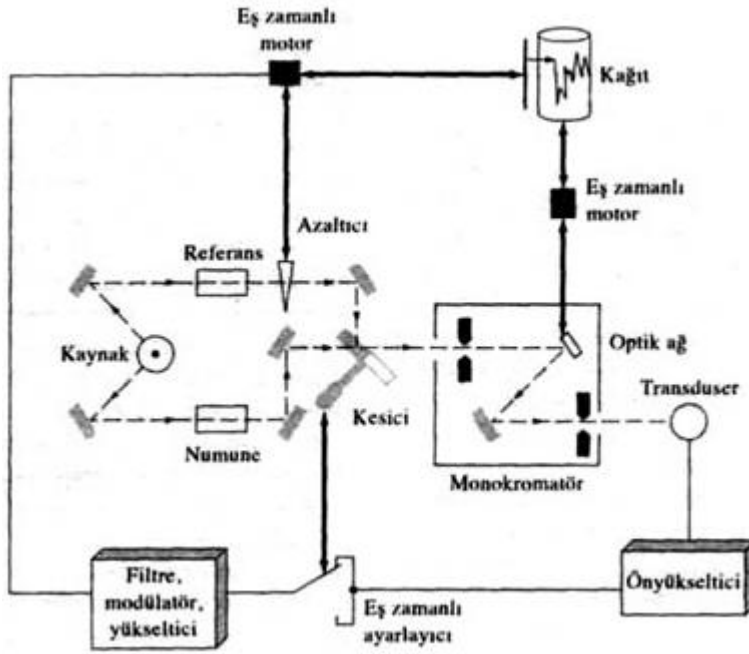 Eş zamanlı
motor
Kağıt
Eş zamanlı
motor
Azaltıcı
Referans
Kaynak
Optik ağ
Transduser
Kesici
Numune
Monokromatör
Filtre,
modülatör,
yükseltici
Eş zamanlı
ayarlayıcı
Önyükseltici